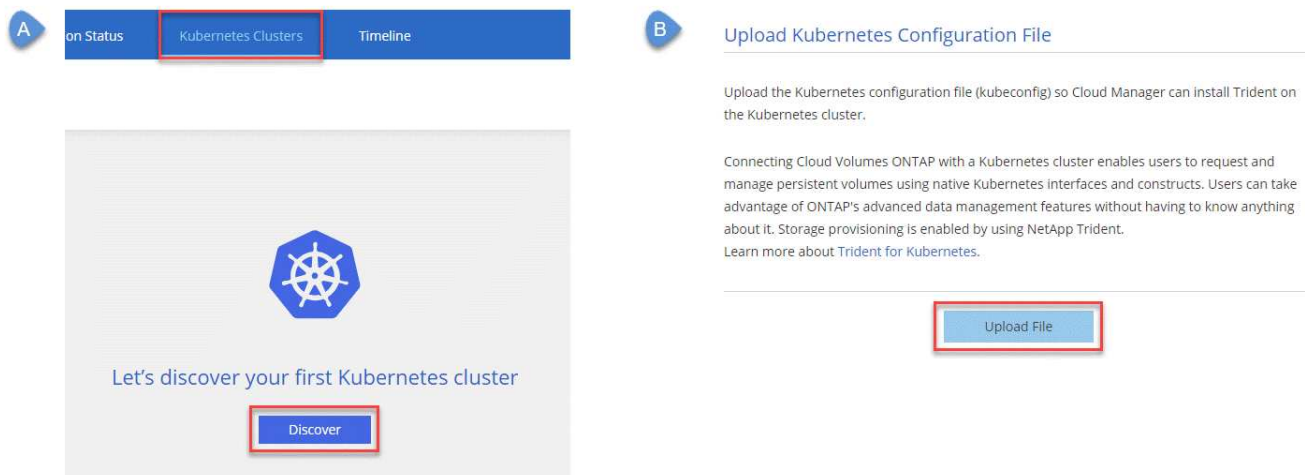 A
on Status Kubernetes Clusters Timeline
Let's discover your first Kubernetes cluster
Discover
B
Upload Kubernetes Configuration File
Upload the Kubernetes configuration file (kubeconfig) so Cloud Manager can install Trident on
the Kubernetes cluster.
Connecting Cloud Volumes ONTAP with a Kubernetes cluster enables users to request and
manage persistent volumes using native Kubernetes interfaces and constructs. Users can take
advantage of ONTAP's advanced data management features without having to know anything
about it. Storage provisioning is enabled by using NetApp Trident.
Learn more about Trident for Kubernetes.
Upload File